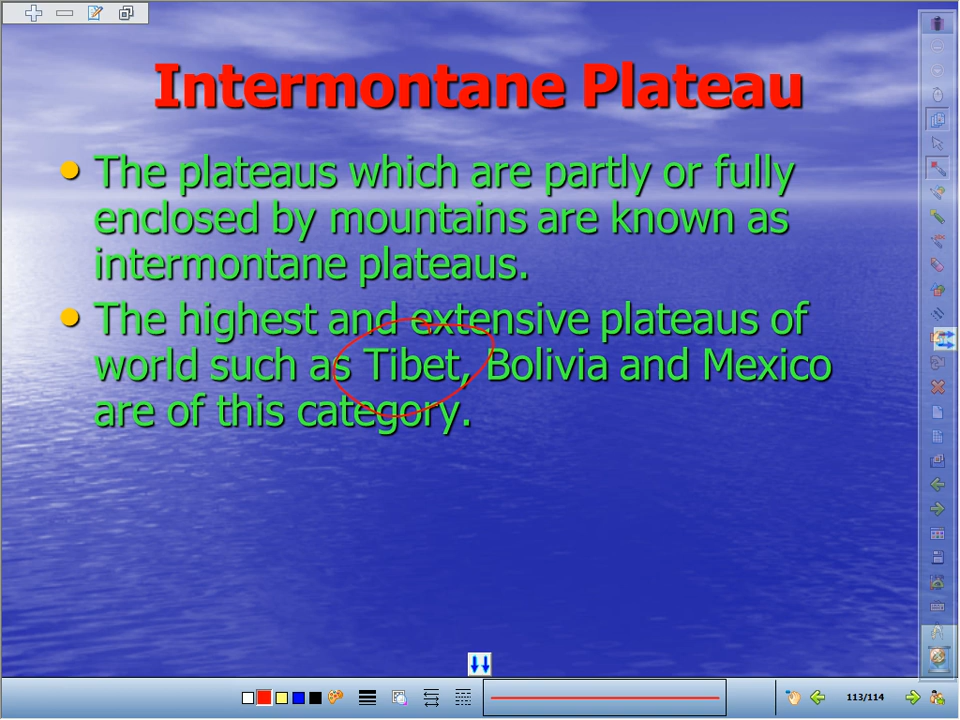 Intermontane Plateau
• The plateaus which are partly or fully
enclosed by mountains are known as
intermontane plateaus.
• The highest and extensive plateaus of
world such as Tibet, Bolivia and Mexico
are of this category.
113/114